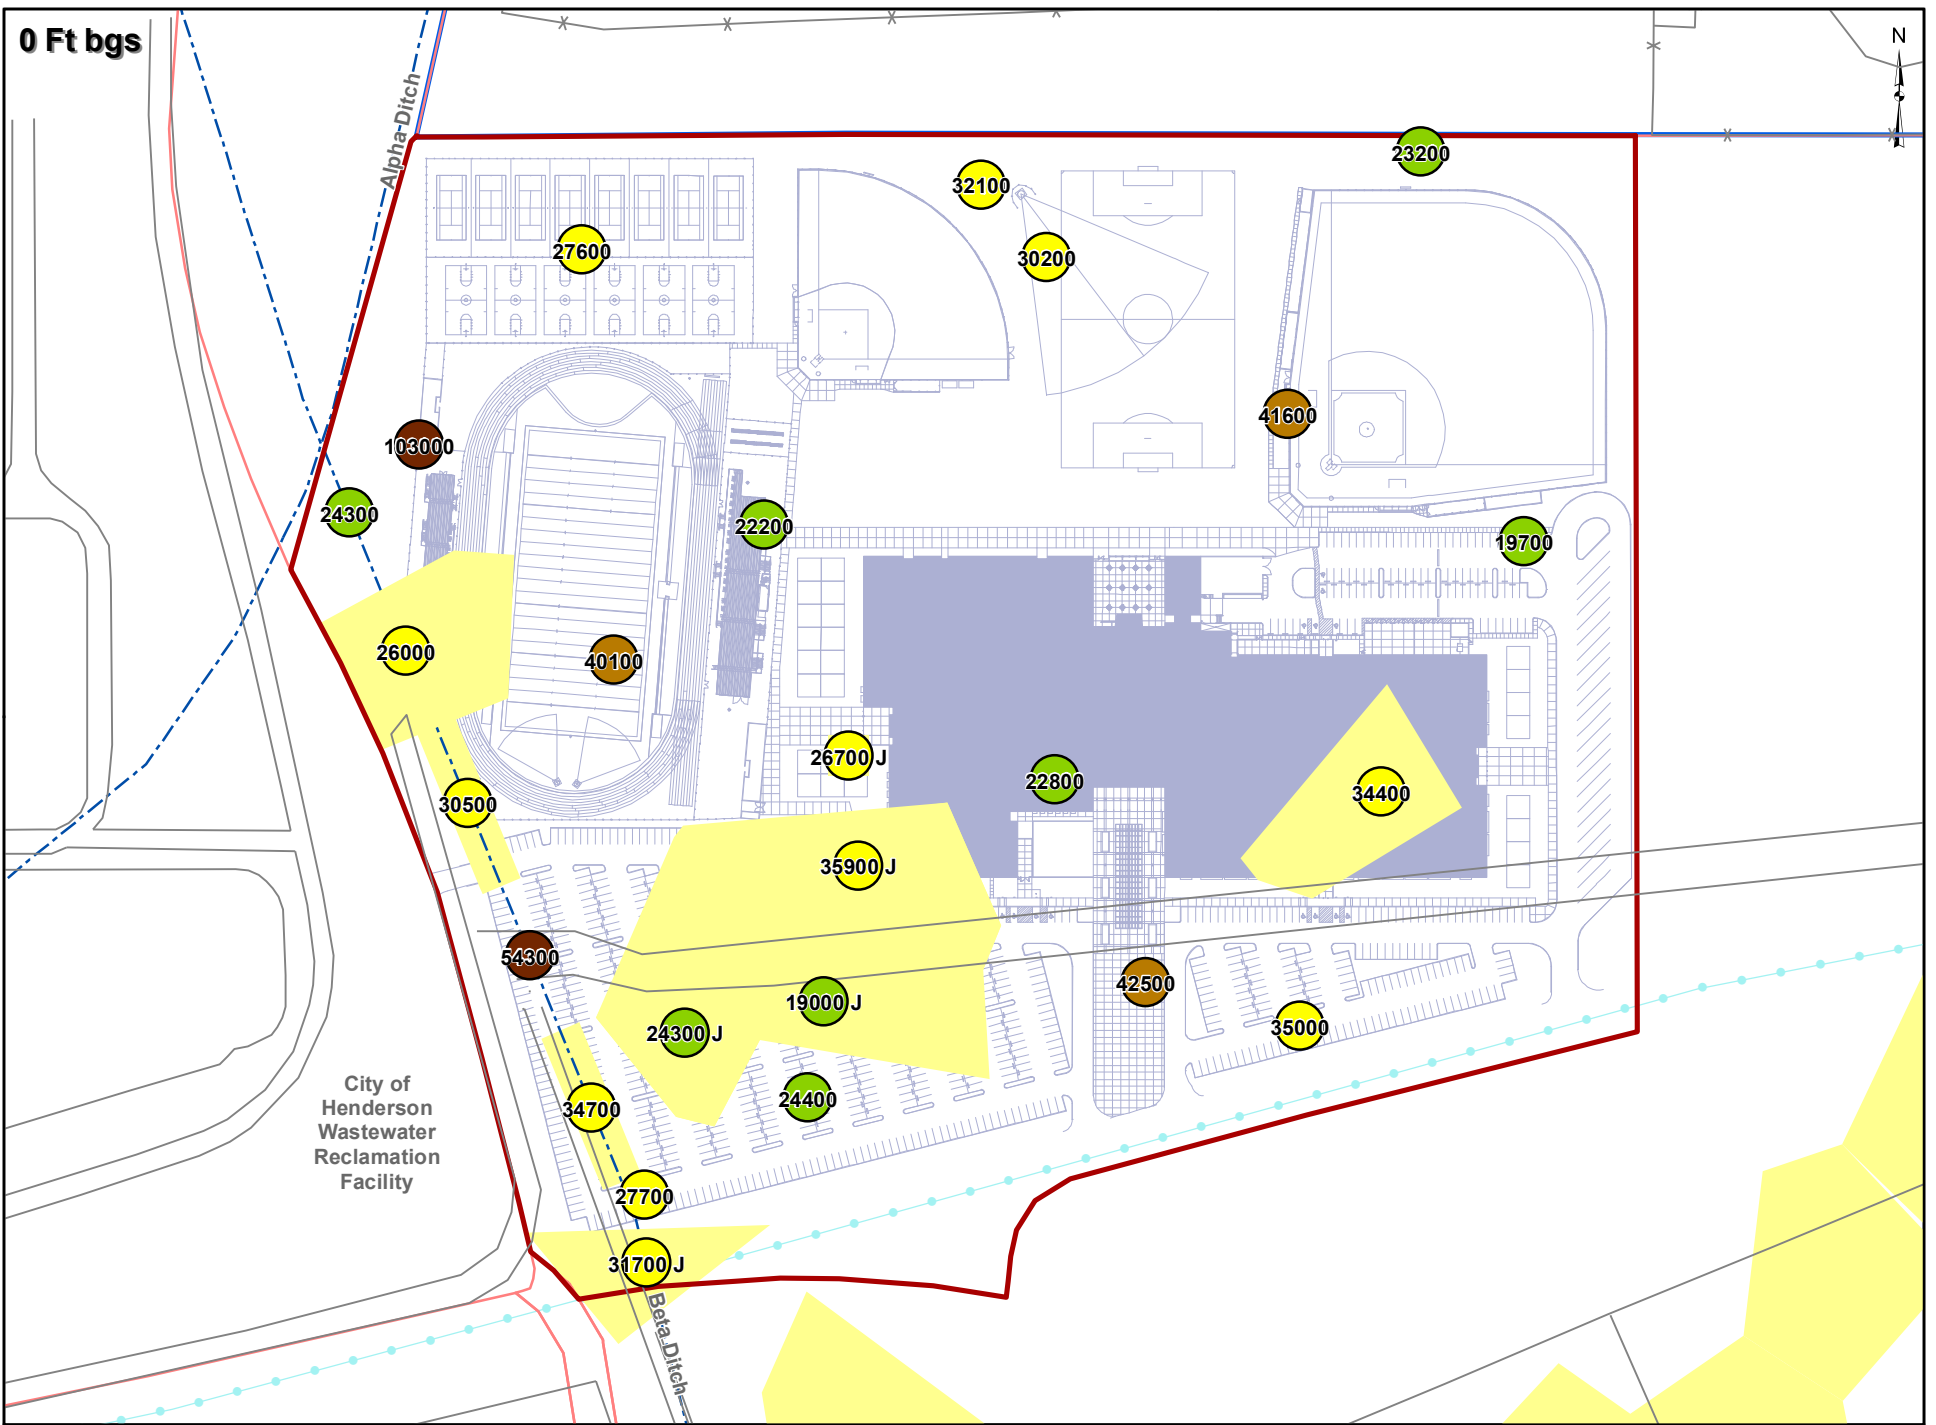 0 Ft bgs
N
Alpha Ditch
23200
32100
27600
30200
41600
103000
24300
22200
19700
26000
40100
26700 J
22800
34400
30500
35900 J
54300
42500
19000 J
24300 J
35000
City of
Henderson
Wastewater
Reclamation
Facility
24400
34700
27700
31700 J
Beta Ditch